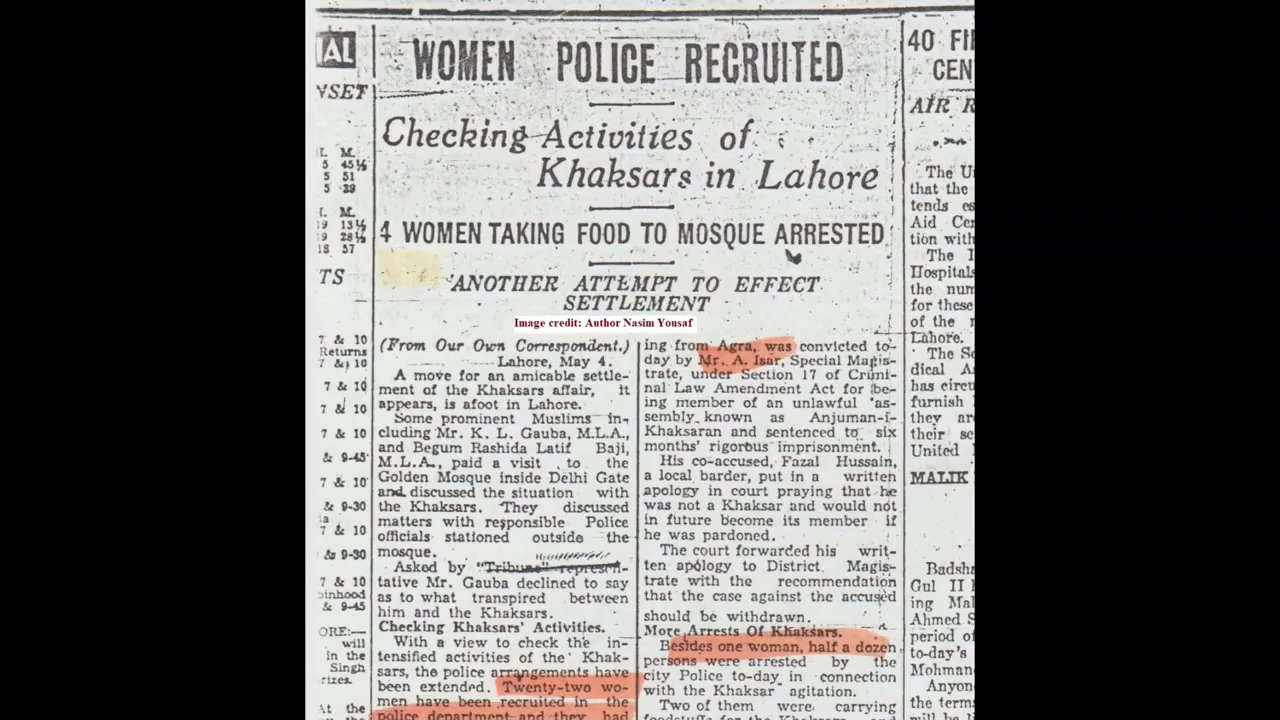 AL
WOMEN POLICE RECRUITED
Checking Activities of
Khaksars in Lahore
4 WOMEN TAKING FOOD TO MOSQUE ARRESTED
ANOTHER ATTEMPT TO EFFECT
SETTLEMENT
Image credit: Author Nasim Yousaf
(From Our Own Correspondent.)
Lahore, May 4.
A move for an amicable settle-
ment of the Khaksars affair, it
appears, is afoot in Lahore.
Some prominent Muslims in-
cluding Mr. K. L. Gauba, M.L.A.,
and Begum Rashida Latif Baji,
M.L.A., paid a visit to the
Golden Mosque inside Delhi Gate
and discussed the situation with
the Khaksars. They discussed
matters with responsible Police
officials stationed outside the
mosque.
Asked by "Tribune" represen-
tative Mr. Gauba declined to say
as to what transpired between
him and the Khaksars.
Checking Khaksars' Activities.
With a view to check the in-
tensified activities of the Khak-
sars, the police arrangements have
been extended. Twenty-two wo-
men have been recruited in the
police department and they had
ing from Agra, was convicted to-
day by Mr. A. Isar, Special Magis-
trate, under Section 17 of Crimi-
nal Law Amendment Act for be-
ing member of an unlawful as-
sembly known as Anjuman-i-
Khaksaran and sentenced to six
months' rigorous imprisonment.
His co-accused, Fazal Hussain,
a local barder, put in a written
apology in court praying that he
was not a Khaksar and would not
in future become its member if
he was pardoned.
The court forwarded his writ-
ten apology to District Magis-
trate with the recommendation
that the case against the accused
should be withdrawn.
More Arrests Of Khaksars.
Besides one woman, half a dozen
persons were arrested by the
city Police to-day in connection
with the Khaksar agitation.
Two of them were carrying
foodstuffs for the Khaksars and
40 FI
CEN
AIR R
The U
that the
tends es
Aid Cen
tion with
The I
Hospitals
the num
for these
of the r
Lahore.
The So
dical A
has circu
furnish
they are
their se
United
MALIK
Badsha
Gul II
ing Mal
Ahmed S
period of
to-day's
Mohman
Anyon
the terms
will be